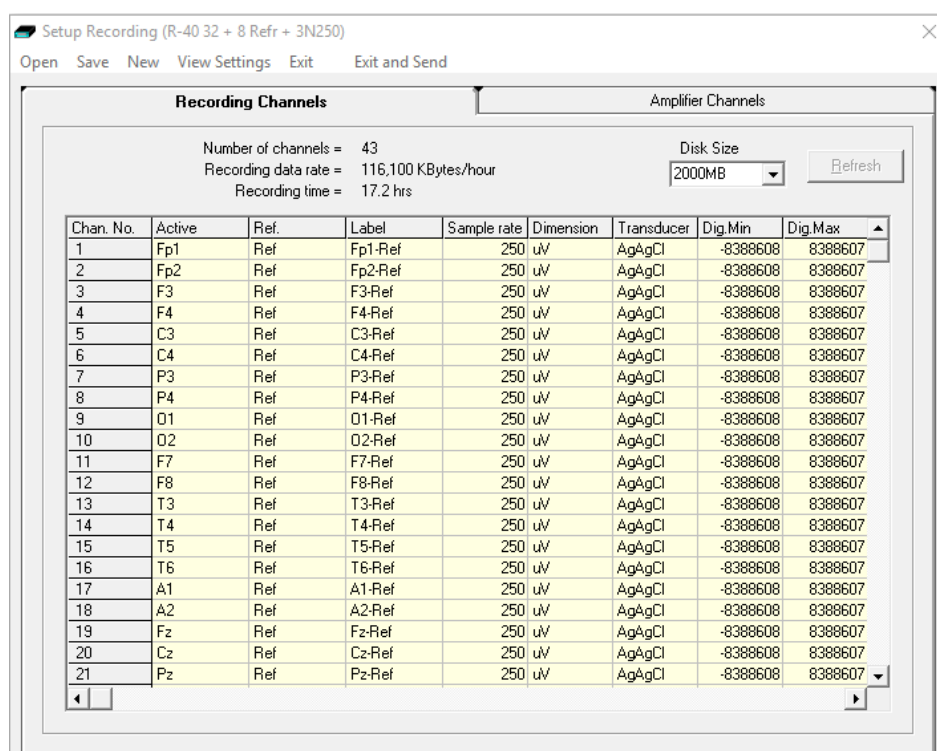 Setup Recording (R-40 32 + 8 Refr + 3N250)
Open Save New View Settings Exit Exit and Send
Recording Channels Amplifier Channels
Number of channels = 43 Disk Size
Recording data rate = 116,100 KBytes/hour 2000MB Refresh
Recording time = 17.2 hrs
Chan. No. Active Ref. Label Sample rate Dimension Transducer Dig.Min Dig.Max
1 Fp1 Ref Fp1-Ref 250 uV AgAgCl -8388608 8388607
2 Fp2 Ref Fp2-Ref 250 uV AgAgCl -8388608 8388607
3 F3 Ref F3-Ref 250 uV AgAgCl -8388608 8388607
4 F4 Ref F4-Ref 250 uV AgAgCl -8388608 8388607
5 C3 Ref C3-Ref 250 uV AgAgCl -8388608 8388607
6 C4 Ref C4-Ref 250 uV AgAgCl -8388608 8388607
7 P3 Ref P3-Ref 250 uV AgAgCl -8388608 8388607
8 P4 Ref P4-Ref 250 uV AgAgCl -8388608 8388607
9 O1 Ref O1-Ref 250 uV AgAgCl -8388608 8388607
10 O2 Ref O2-Ref 250 uV AgAgCl -8388608 8388607
11 F7 Ref F7-Ref 250 uV AgAgCl -8388608 8388607
12 F8 Ref F8-Ref 250 uV AgAgCl -8388608 8388607
13 T3 Ref T3-Ref 250 uV AgAgCl -8388608 8388607
14 T4 Ref T4-Ref 250 uV AgAgCl -8388608 8388607
15 T5 Ref T5-Ref 250 uV AgAgCl -8388608 8388607
16 T6 Ref T6-Ref 250 uV AgAgCl -8388608 8388607
17 A1 Ref A1-Ref 250 uV AgAgCl -8388608 8388607
18 A2 Ref A2-Ref 250 uV AgAgCl -8388608 8388607
19 Fz Ref Fz-Ref 250 uV AgAgCl -8388608 8388607
20 Cz Ref Cz-Ref 250 uV AgAgCl -8388608 8388607
21 Pz Ref Pz-Ref 250 uV AgAgCl -8388608 8388607